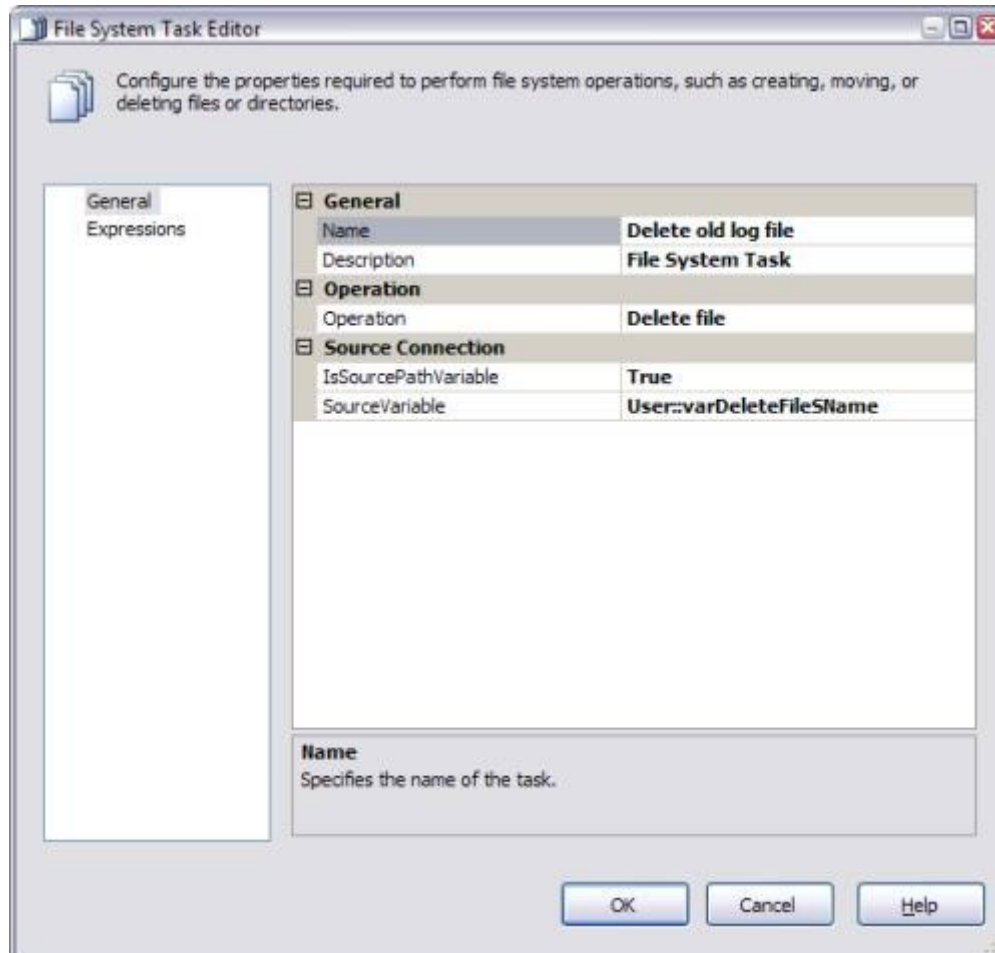 File System Task Editor
Configure the properties required to perform file system operations, such as creating, moving, or
deleting files or directories.
General
Expressions
General
Name Delete old log file
Description File System Task
Operation
Operation Delete file
Source Connection
IsSourcePathVariable True
SourceVariable User::varDeleteFileSName
Name
Specifies the name of the task.
OK Cancel Help